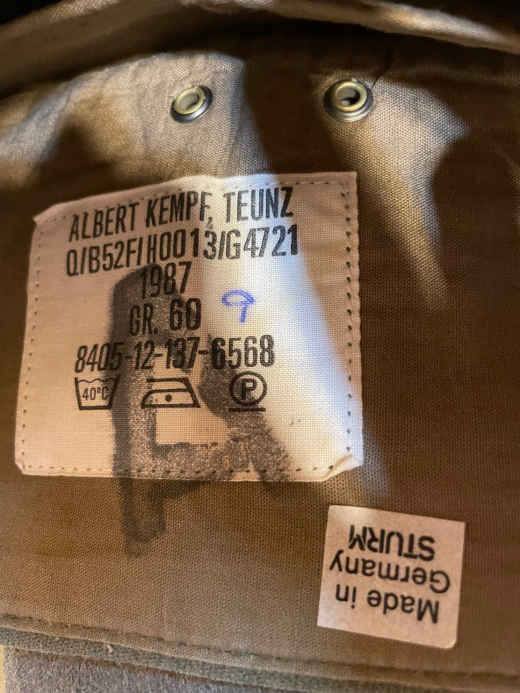 ALBERT KEMPF, TEUNZ
Q/B52F/H0013/G4721
1987
GR. 60
9
8405-12-137-6568
40°C
P
Made in
Germany
STURM